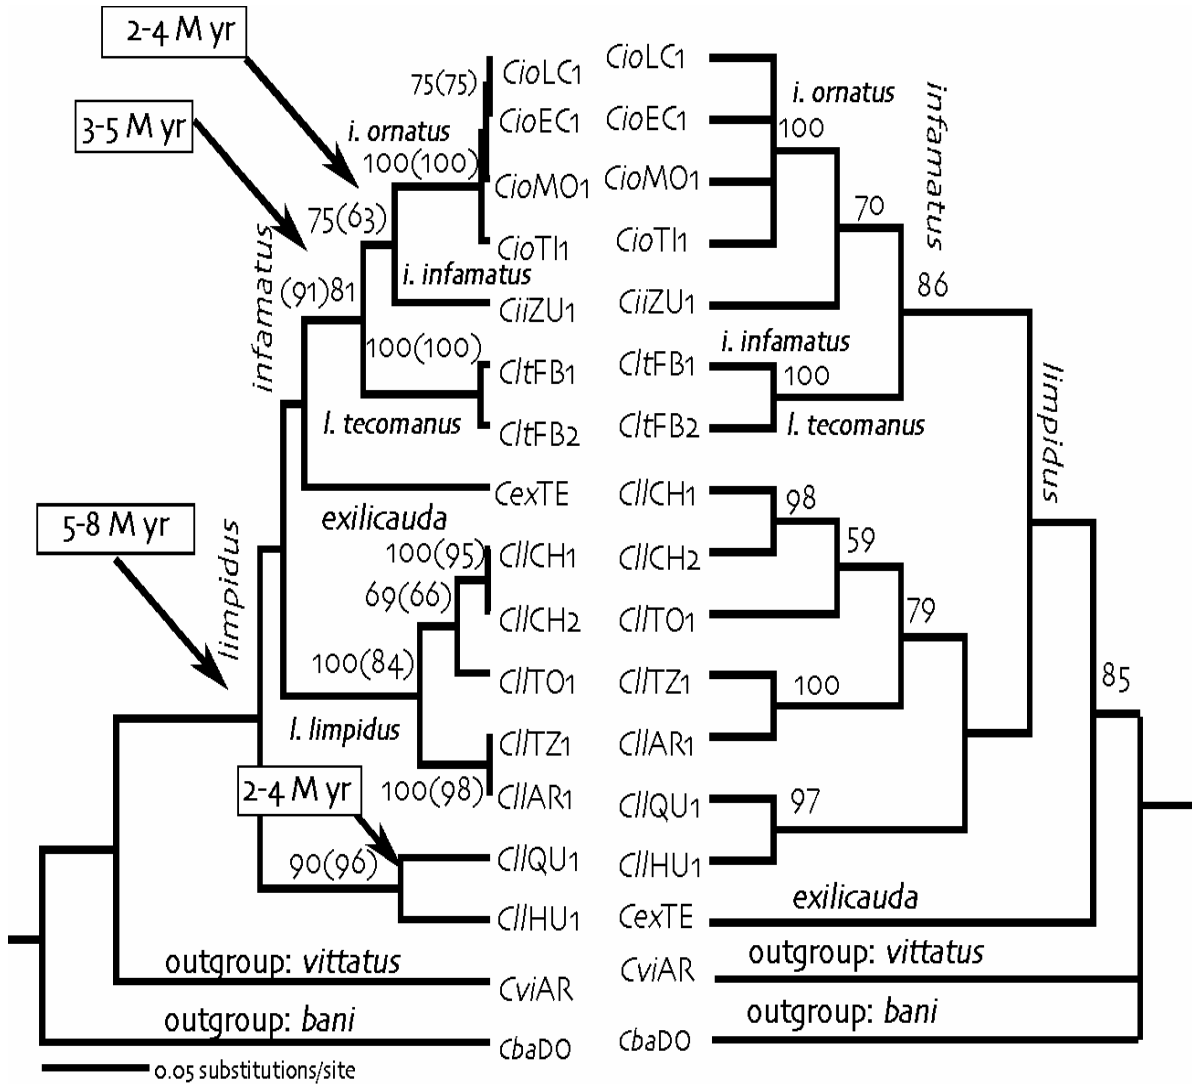 2-4 M yr
3-5 M yr
75(75)
i. ornatus
100(100)
75(63)
i. infamatus
(91)81
infamatus
100(100)
l. tecomanus
exilicauda
5-8 M yr
limpidus
100(95)
69(66)
100(84)
l. limpidus
100(98)
2-4 M yr
90(96)
outgroup: vittatus
outgroup: bani
0.05 substitutions/site
CioLC1
CioEC1
CioMO1
CioTI1
CiiZU1
CltFB1
CltFB2
CexTE
CllCH1
CllCH2
CllTO1
CllTZ1
CllAR1
CllQU1
CllHU1
CviAR
CbaDO
CioLC1
CioEC1
CioMO1
CioTI1
CiiZU1
CltFB1
CltFB2
CllCH1
CllCH2
CllTO1
CllTZ1
CllAR1
CllQU1
CllHU1
CexTE
CviAR
CbaDO
i. ornatus
100
infamatus
70
86
i. infamatus
100
l. tecomanus
limpidus
98
59
79
100
85
97
exilicauda
outgroup: vittatus
outgroup: bani